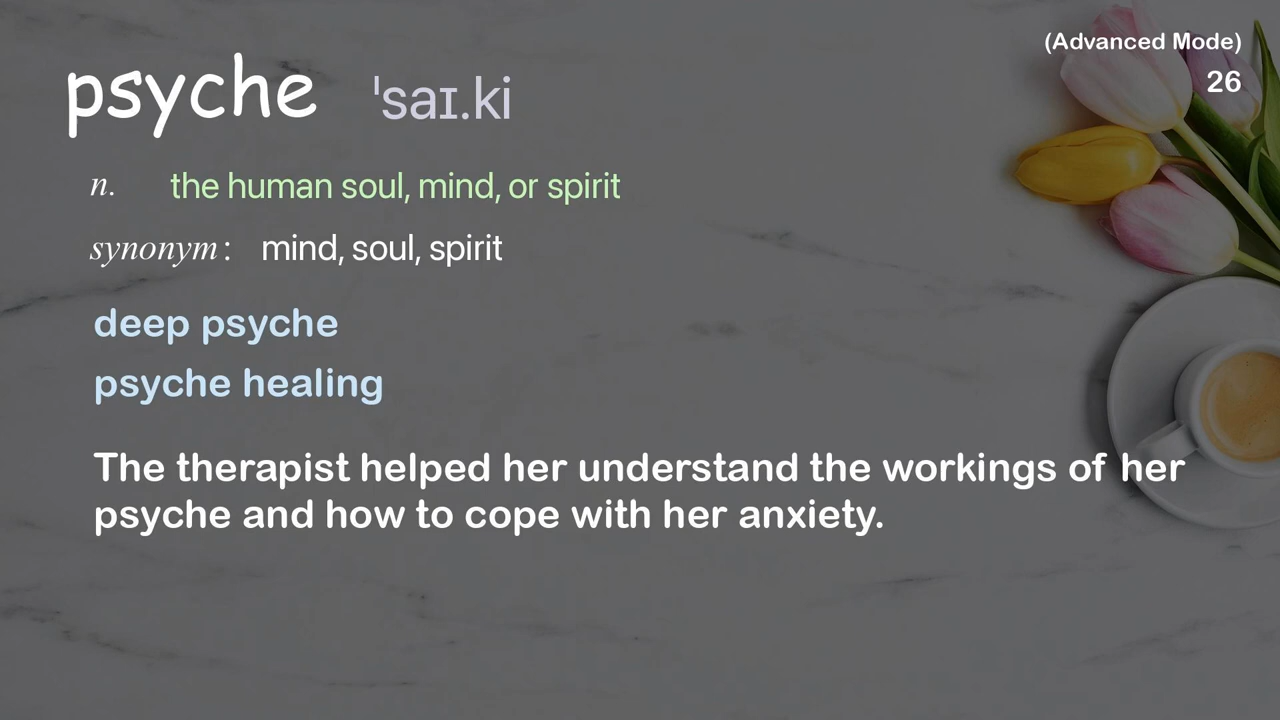 (Advanced Mode)
26
psyche ˈsaɪ.ki
n. the human soul, mind, or spirit
synonym: mind, soul, spirit
deep psyche
psyche healing
The therapist helped her understand the workings of her
psyche and how to cope with her anxiety.